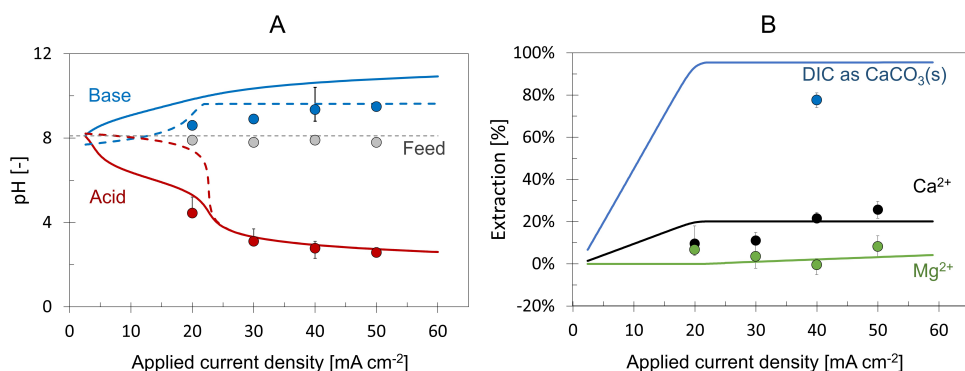 A
12
8
4
0
pH [-]
Base
Acid
Feed
0 10 20 30 40 50 60
Applied current density [mA cm⁻²]
B
100%
80%
60%
40%
20%
0%
-20%
Extraction [%]
DIC as CaCO₃(s)
Ca²⁺
Mg²⁺
0 10 20 30 40 50 60
Applied current density [mA cm⁻²]